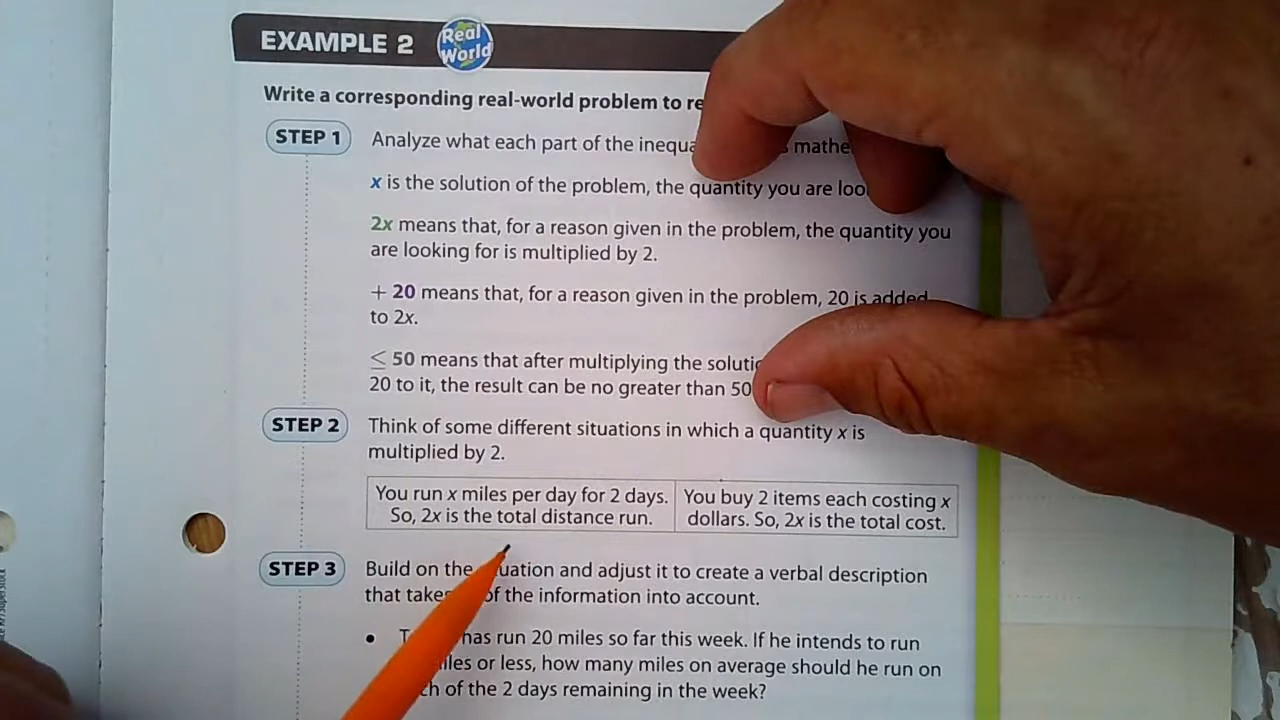 EXAMPLE 2 Real World
Write a corresponding real-world problem to
STEP 1 Analyze what each part of the
x is the solution of the problem, the quantity you are
2x means that, for a reason given in the problem, the quantity you
are looking for is multiplied by 2.
+ 20 means that, for a reason given in the problem, 20 is added
to 2x.
≤ 50 means that after multiplying the
20 to it, the result can be no greater than 50
STEP 2 Think of some different situations in which a quantity x is
multiplied by 2.
You run x miles per day for 2 days.
So, 2x is the total distance run.
You buy 2 items each costing x
dollars. So, 2x is the total cost.
STEP 3 Build on the and adjust it to create a verbal description
that of the information into account.
• has run 20 miles so far this week. If he intends to run
or less, how many miles on average should he run on
of the 2 days remaining in the week?